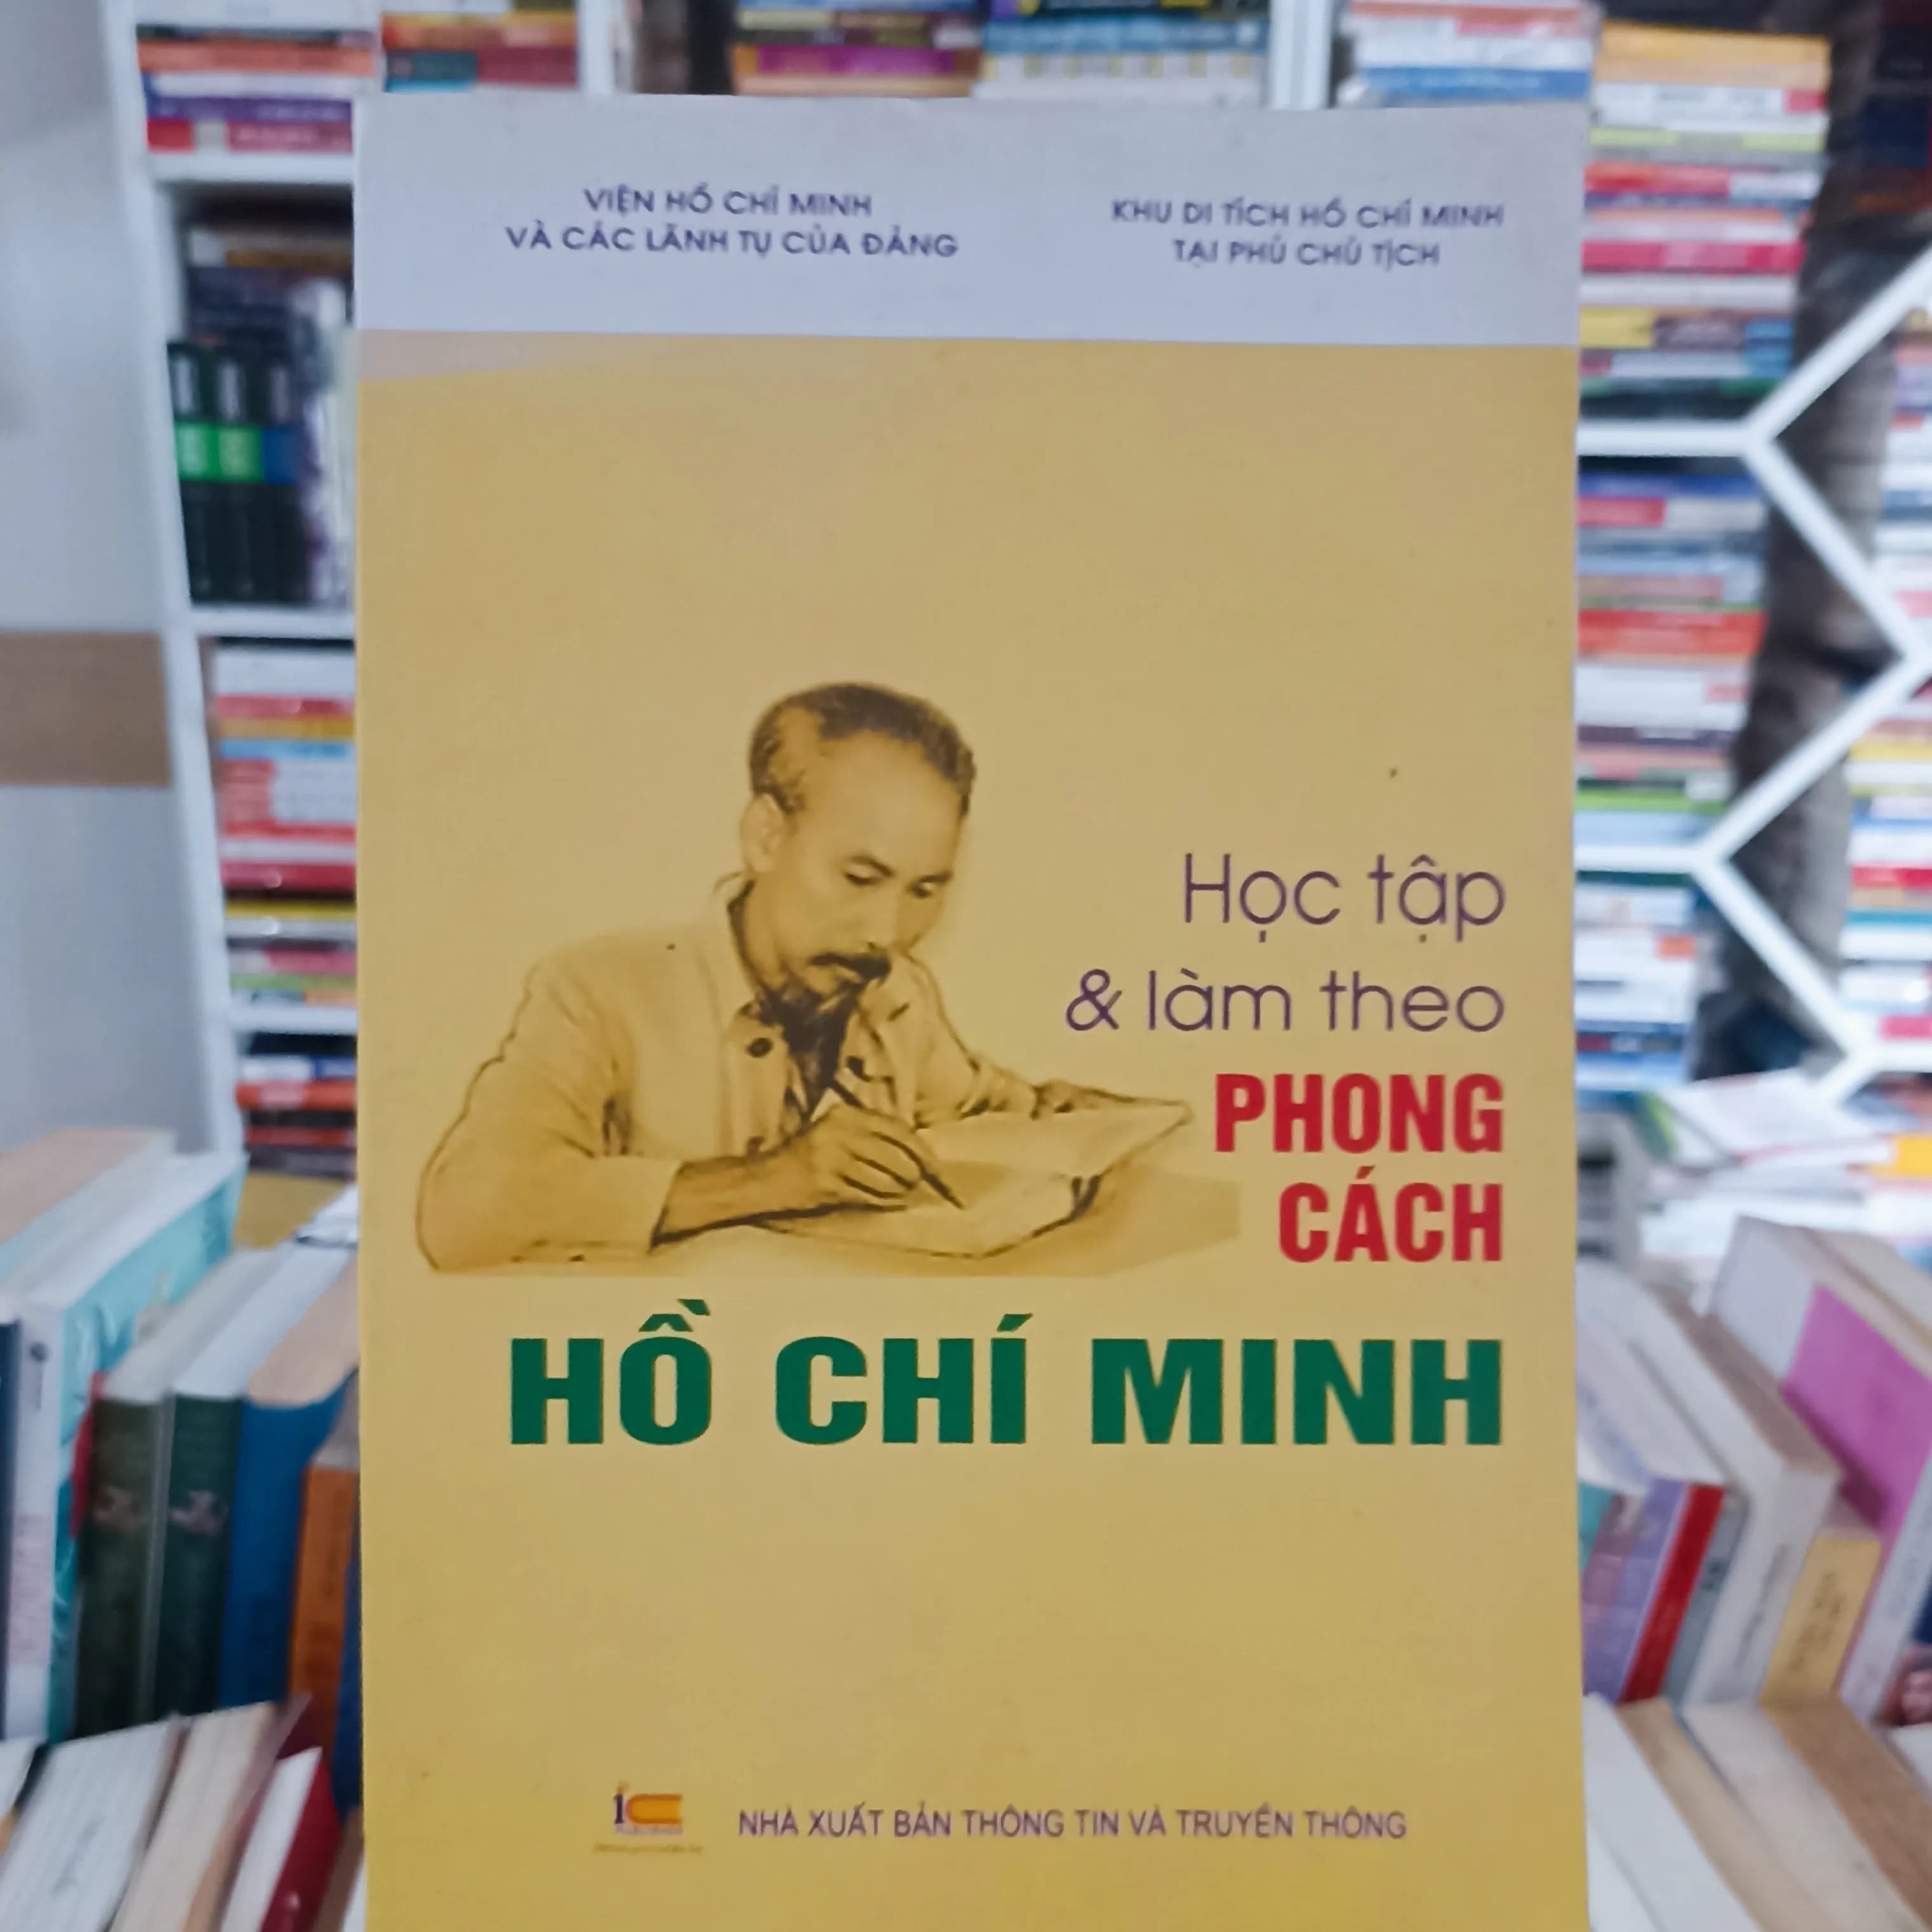 VIỆN HỒ CHÍ MINH
VÀ CÁC LÃNH TỤ CỦA ĐẢNG
KHU DI TÍCH HỒ CHÍ MINH
TẠI PHỦ CHỦ TỊCH
Học tập
& làm theo
PHONG
CÁCH
HỒ CHÍ MINH
NHÀ XUẤT BẢN THÔNG TIN VÀ TRUYỀN THÔNG